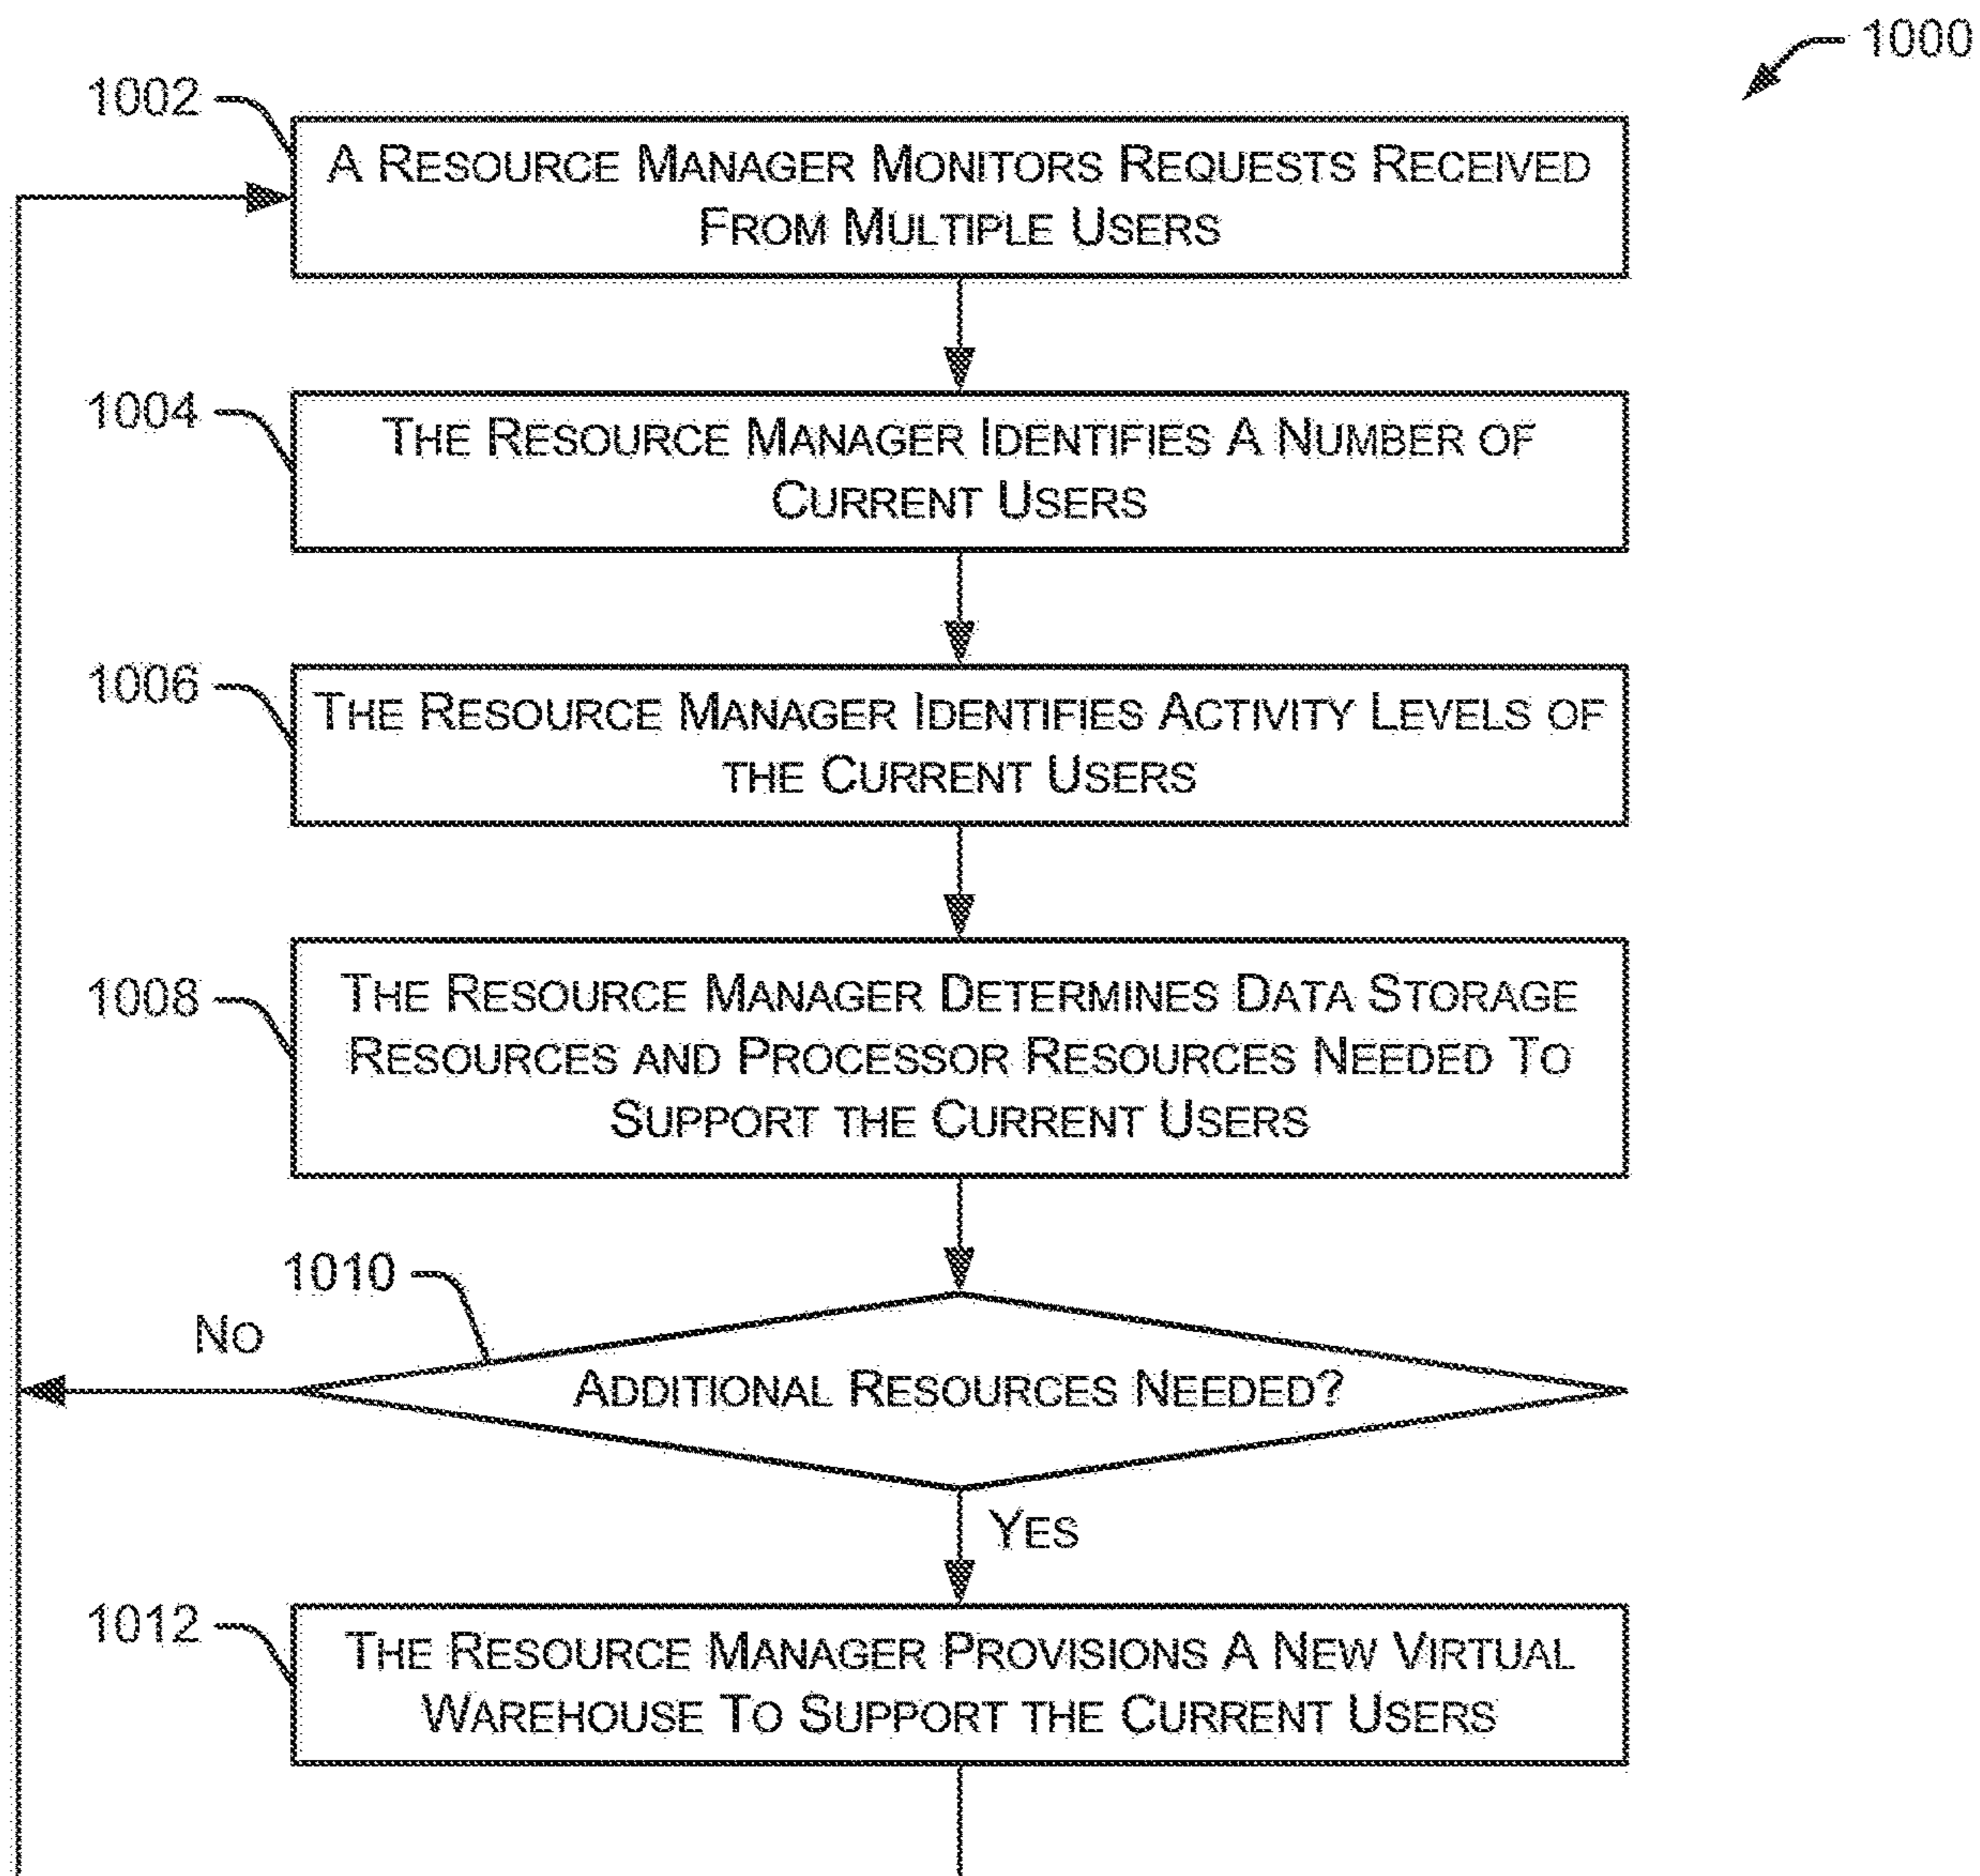 1000
1002
A RESOURCE MANAGER MONITORS REQUESTS RECEIVED
FROM MULTIPLE USERS
1004
THE RESOURCE MANAGER IDENTIFIES A NUMBER OF
CURRENT USERS
1006
THE RESOURCE MANAGER IDENTIFIES ACTIVITY LEVELS OF
THE CURRENT USERS
1008
THE RESOURCE MANAGER DETERMINES DATA STORAGE
RESOURCES AND PROCESSOR RESOURCES NEEDED TO
SUPPORT THE CURRENT USERS
1010
NO
ADDITIONAL RESOURCES NEEDED?
YES
1012
THE RESOURCE MANAGER PROVISIONS A NEW VIRTUAL
WAREHOUSE TO SUPPORT THE CURRENT USERS